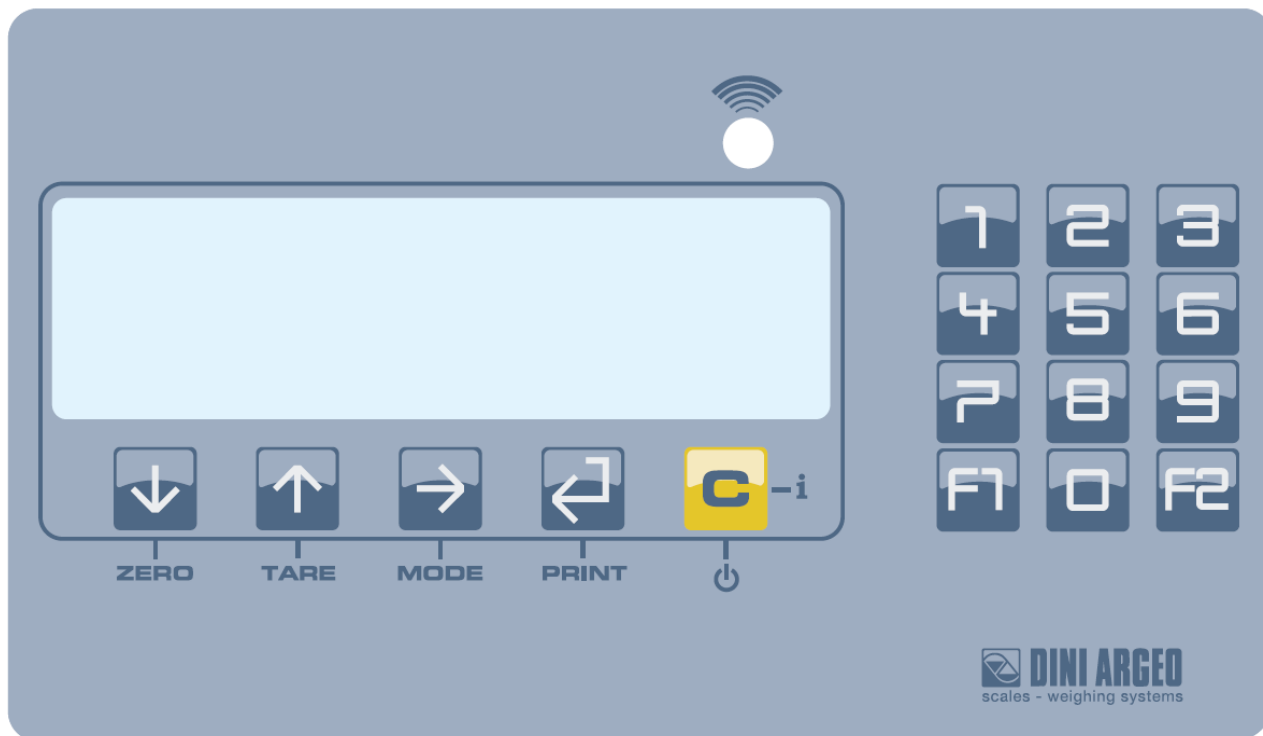 1 2 3
4 5 6
7 8 9
C -i
F1 0 F2
ZERO TARE MODE PRINT
DINI ARGEO
scales - weighing systems